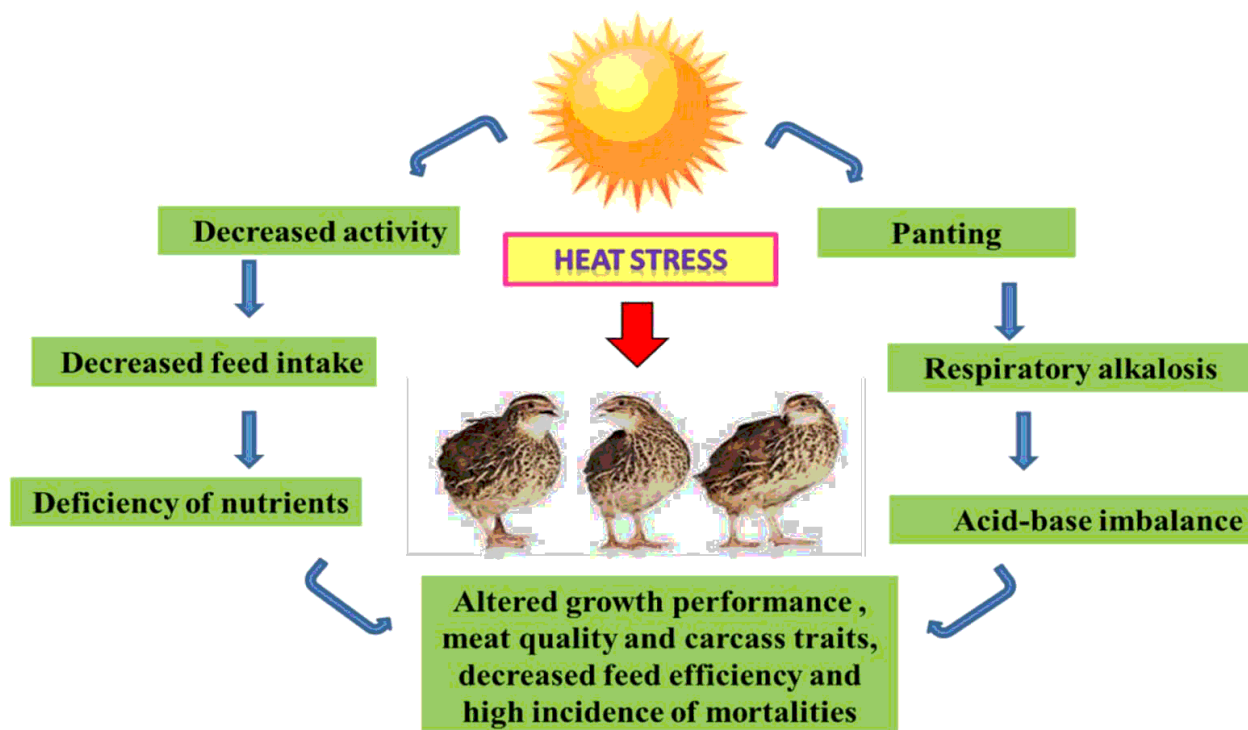 Decreased activity
HEAT STRESS
Panting
Decreased feed intake
Respiratory alkalosis
Deficiency of nutrients
Acid-base imbalance
Altered growth performance ,
meat quality and carcass traits,
decreased feed efficiency and
high incidence of mortalities